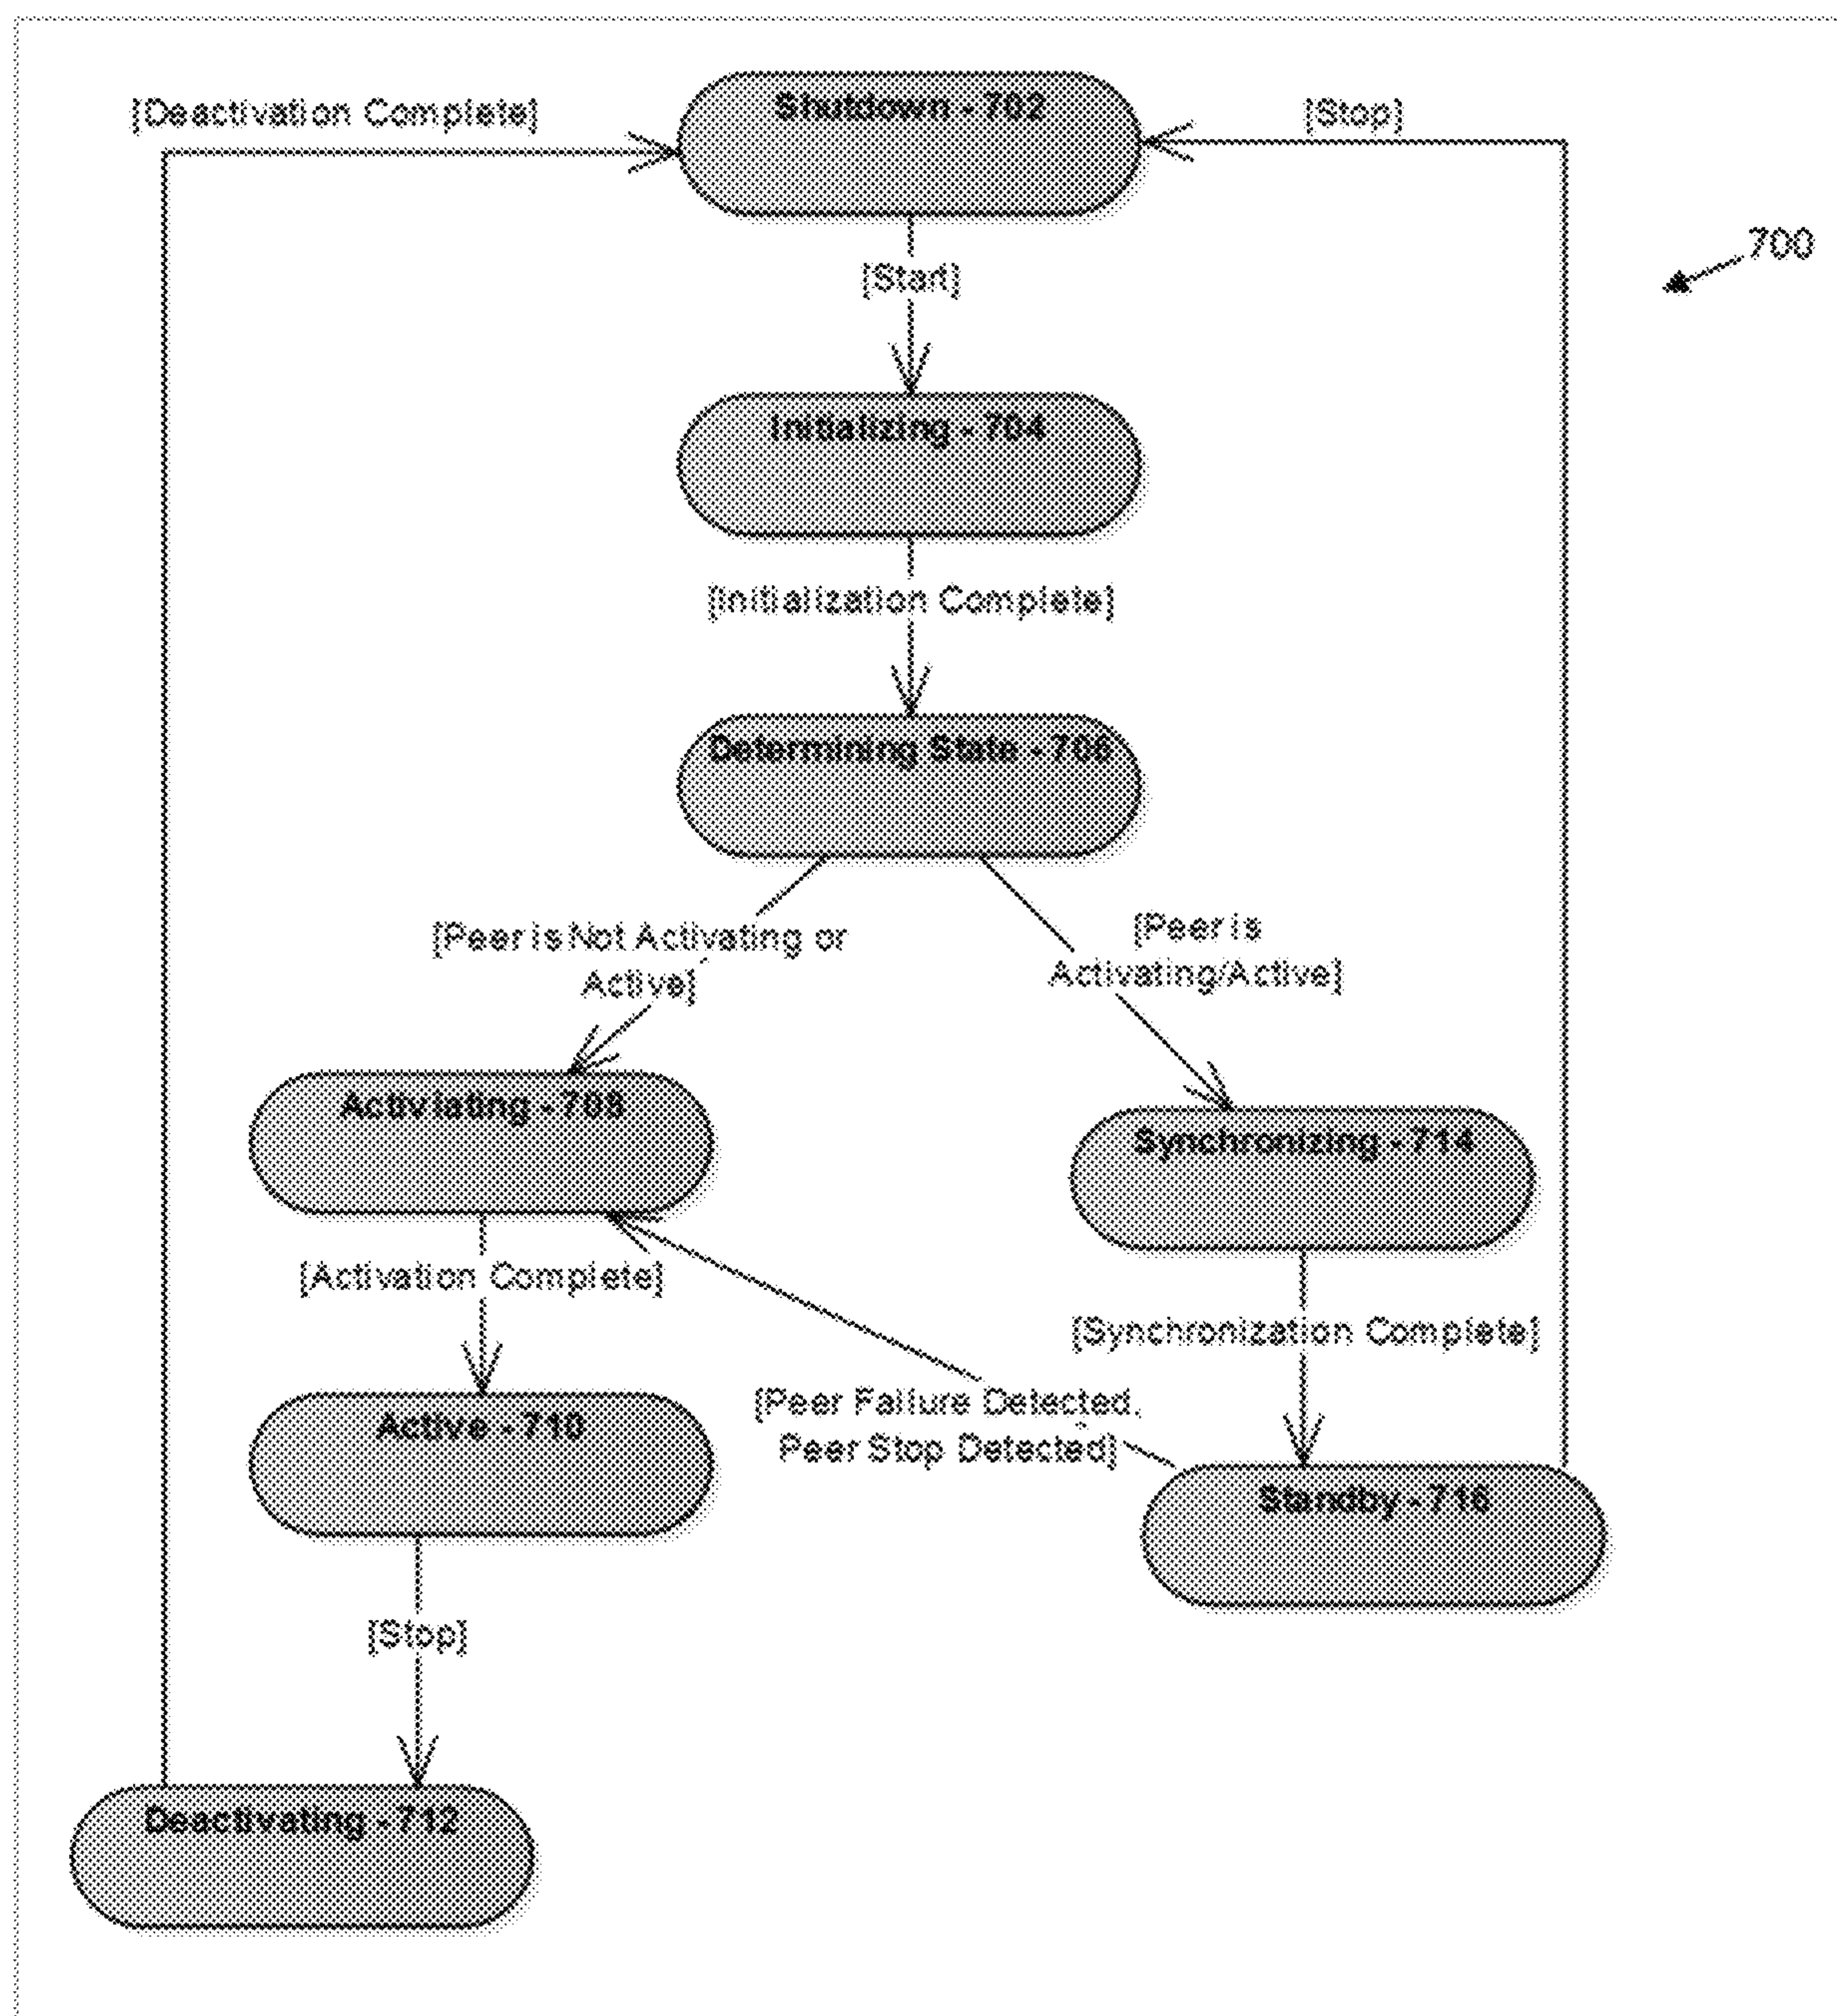 [Deactivation Complete]
Shutdown - 702
[Stop]
700
[Start]
Initializing - 704
[Initialization Complete]
Determining State - 706
[Peer is Not Activating or
Active]
[Peer is
Activating/Active]
Activiating - 708
Synchronizing - 714
[Activation Complete]
[Synchronization Complete]
[Peer Failure Detected,
Peer Stop Detected]
Active - 710
Standby - 716
[Stop]
Deactivating - 712